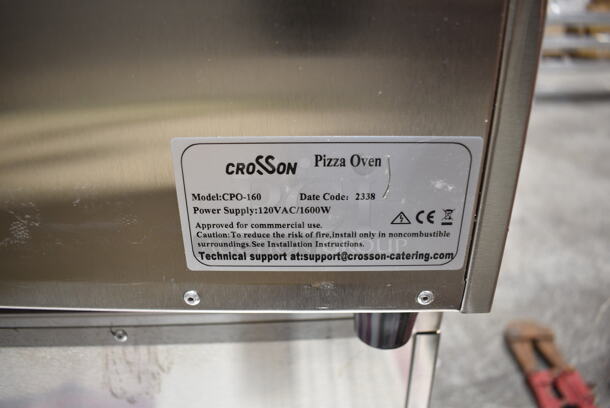 CROSSON Pizza Oven
Model:CPO-160 Date Code: 2338
Power Supply:120VAC/1600W
Approved for commmercial use.
Caution:To reduce the risk of fire,install only in noncombustible
surroundings.See Installation Instructions.
Technical support at:support@crosson-catering.com